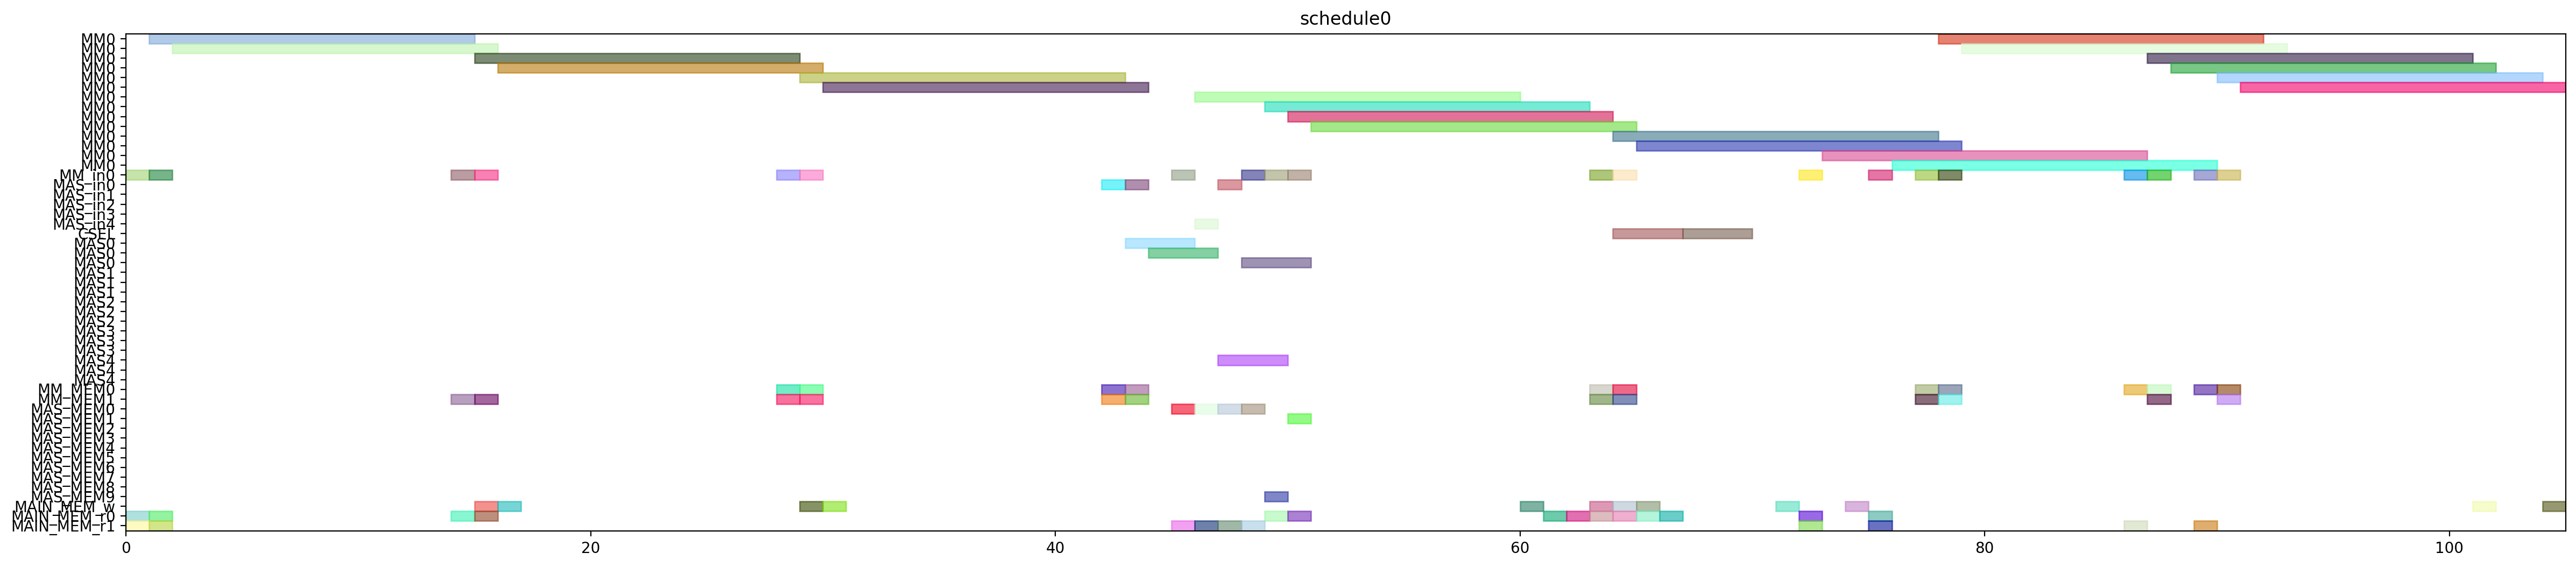 schedule0
MM0
MM0
MM0
MM0
MM0
MM0
MM0
MM0
MM0
MM0
MM0
MM0
MM0
MM0
MM_in0
MAS_in0
MAS_in1
MAS_in2
MAS_in3
MAS_in4
CSEL
MAS0
MAS0
MAS0
MAS1
MAS1
MAS1
MAS2
MAS2
MAS2
MAS3
MAS3
MAS3
MAS4
MAS4
MAS4
MM_MEM0
MM_MEM1
MAS_MEM0
MAS_MEM1
MAS_MEM2
MAS_MEM3
MAS_MEM4
MAS_MEM5
MAS_MEM6
MAS_MEM7
MAS_MEM8
MAS_MEM9
MAIN_MEM_w
MAIN_MEM_r0
MAIN_MEM_r1
0 20 40 60 80 100